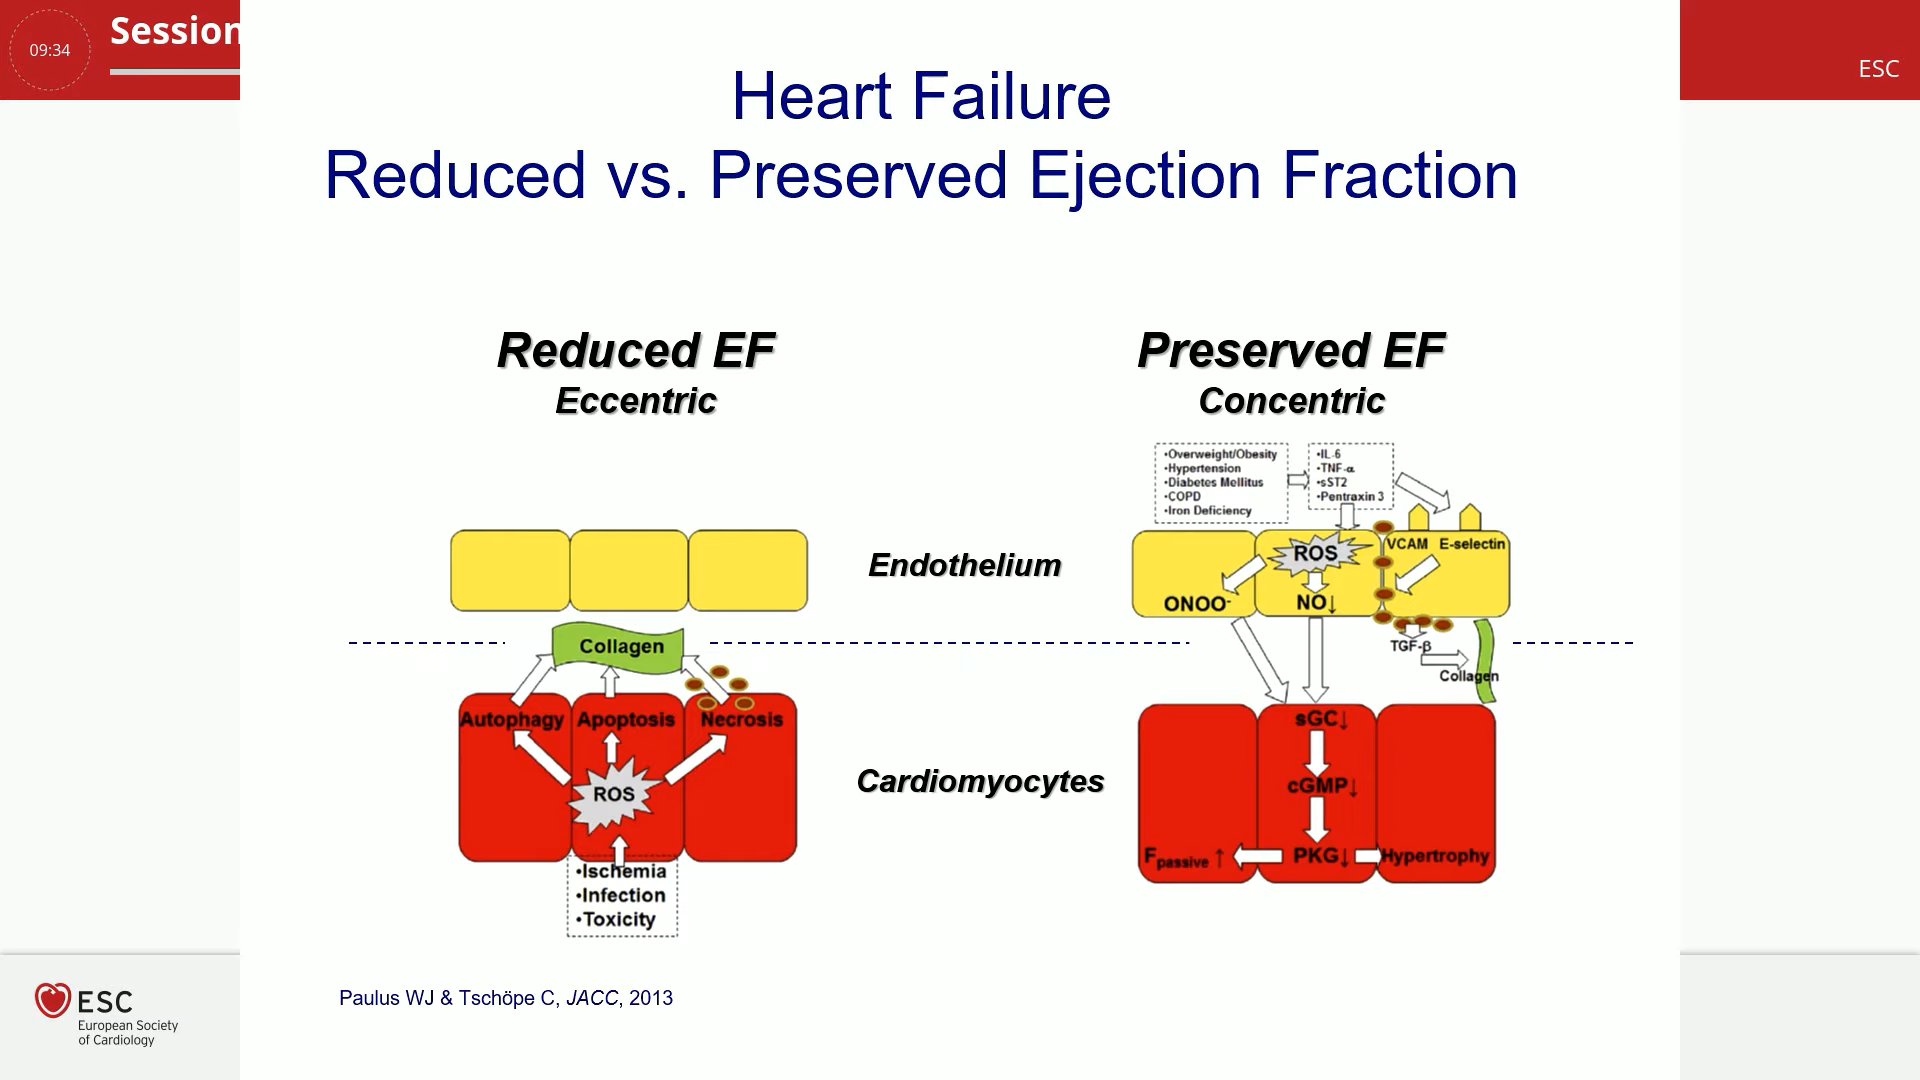 09:34
Session
ESC
Heart Failure
Reduced vs. Preserved Ejection Fraction
Reduced EF
Eccentric
Preserved EF
Concentric
•Overweight/Obesity
•Hypertension
•Diabetes Mellitus
•COPD
•Iron Deficiency
•IL-6
•TNF-α
•sST2
•Pentraxin 3
Endothelium
ROS
VCAM E-selectin
ONOO-
NO↓
TGF-β
Collagen
Collagen
Autophagy
Apoptosis
Necrosis
ROS
•Ischemia
•Infection
•Toxicity
Cardiomyocytes
sGC↓
cGMP↓
Fpassive ↑
PKG↓
Hypertrophy
Paulus WJ & Tschöpe C, JACC, 2013
ESC
European Society
of Cardiology